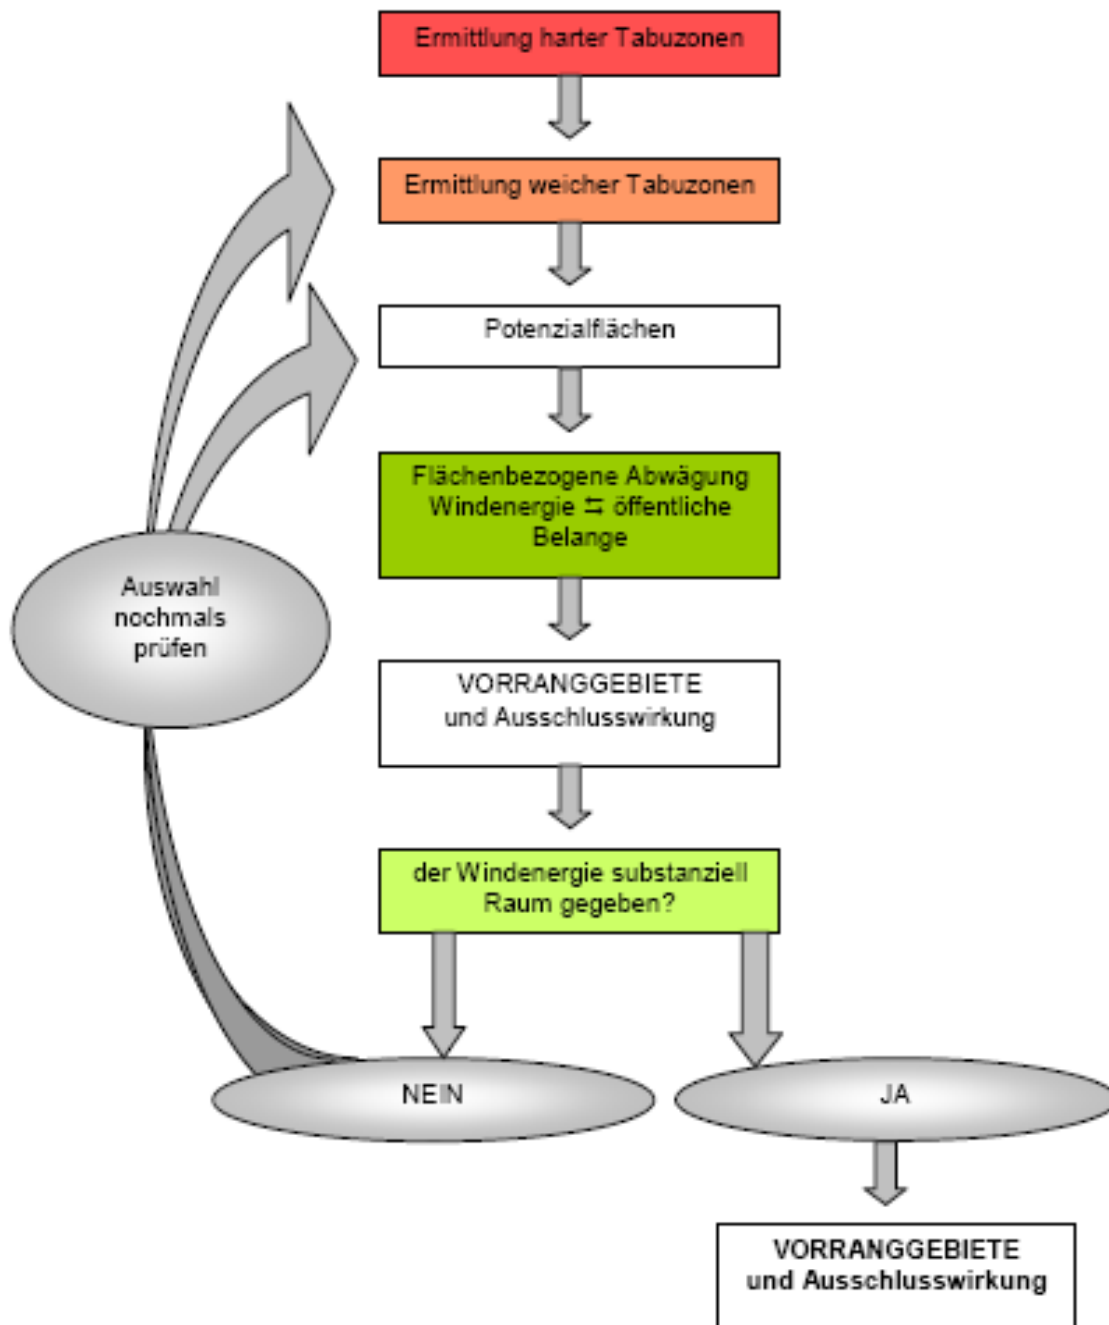 Ermittlung harter Tabuzonen
Ermittlung weicher Tabuzonen
Potenzialflächen
Flächenbezogene Abwägung
Windenergie ⇆ öffentliche
Belange
Auswahl
nochmals
prüfen
VORRANGGEBIETE
und Ausschlusswirkung
der Windenergie substanziell
Raum gegeben?
NEIN
JA
VORRANGGEBIETE
und Ausschlusswirkung